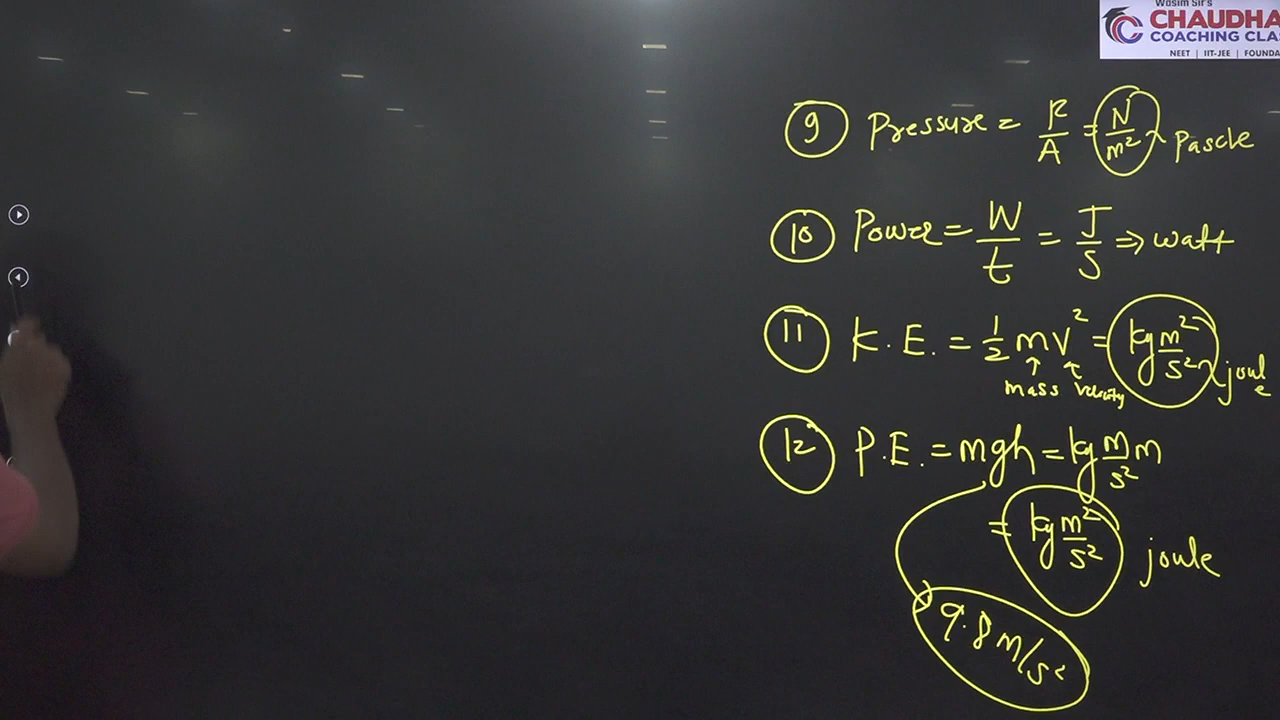 Wasim Sir's
CHAUDHA
COACHING CLAS
NEET | IIT-JEE | FOUNDA
9 Pressure = F/A = N/m² Pascle
10 Power = W/t = J/s ⇒ watt
11 K.E. = 1/2 mv² = kg m²/s² joule
mass velocity
12 P.E. = mgh = kg m/s² m
= kg m²/s² joule
9.8 m/s²